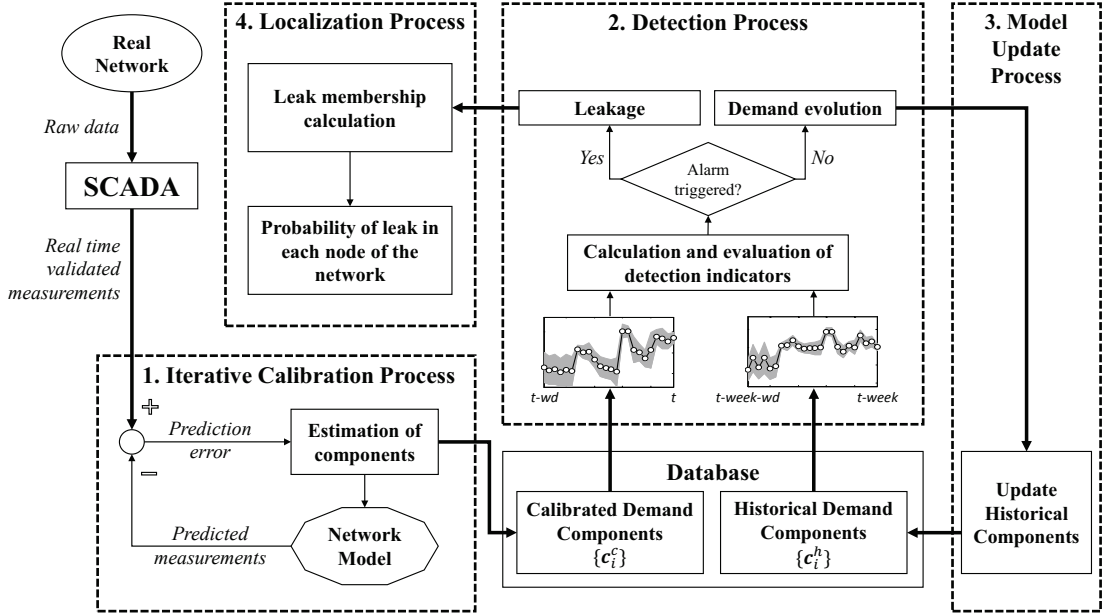 Real
Network
Raw data
SCADA
Real time
validated
measurements
4. Localization Process
Leak membership
calculation
Probability of leak in
each node of the
network
2. Detection Process
Leakage
Demand evolution
Yes
No
Alarm
triggered?
Calculation and evaluation of
detection indicators
t-wd
t
t-week-wd
t-week
3. Model
Update
Process
1. Iterative Calibration Process
+
Prediction
error
−
Estimation of
components
Predicted
measurements
Network
Model
Database
Calibrated Demand
Components
{c_i^c}
Historical Demand
Components
{c_i^h}
Update
Historical
Components